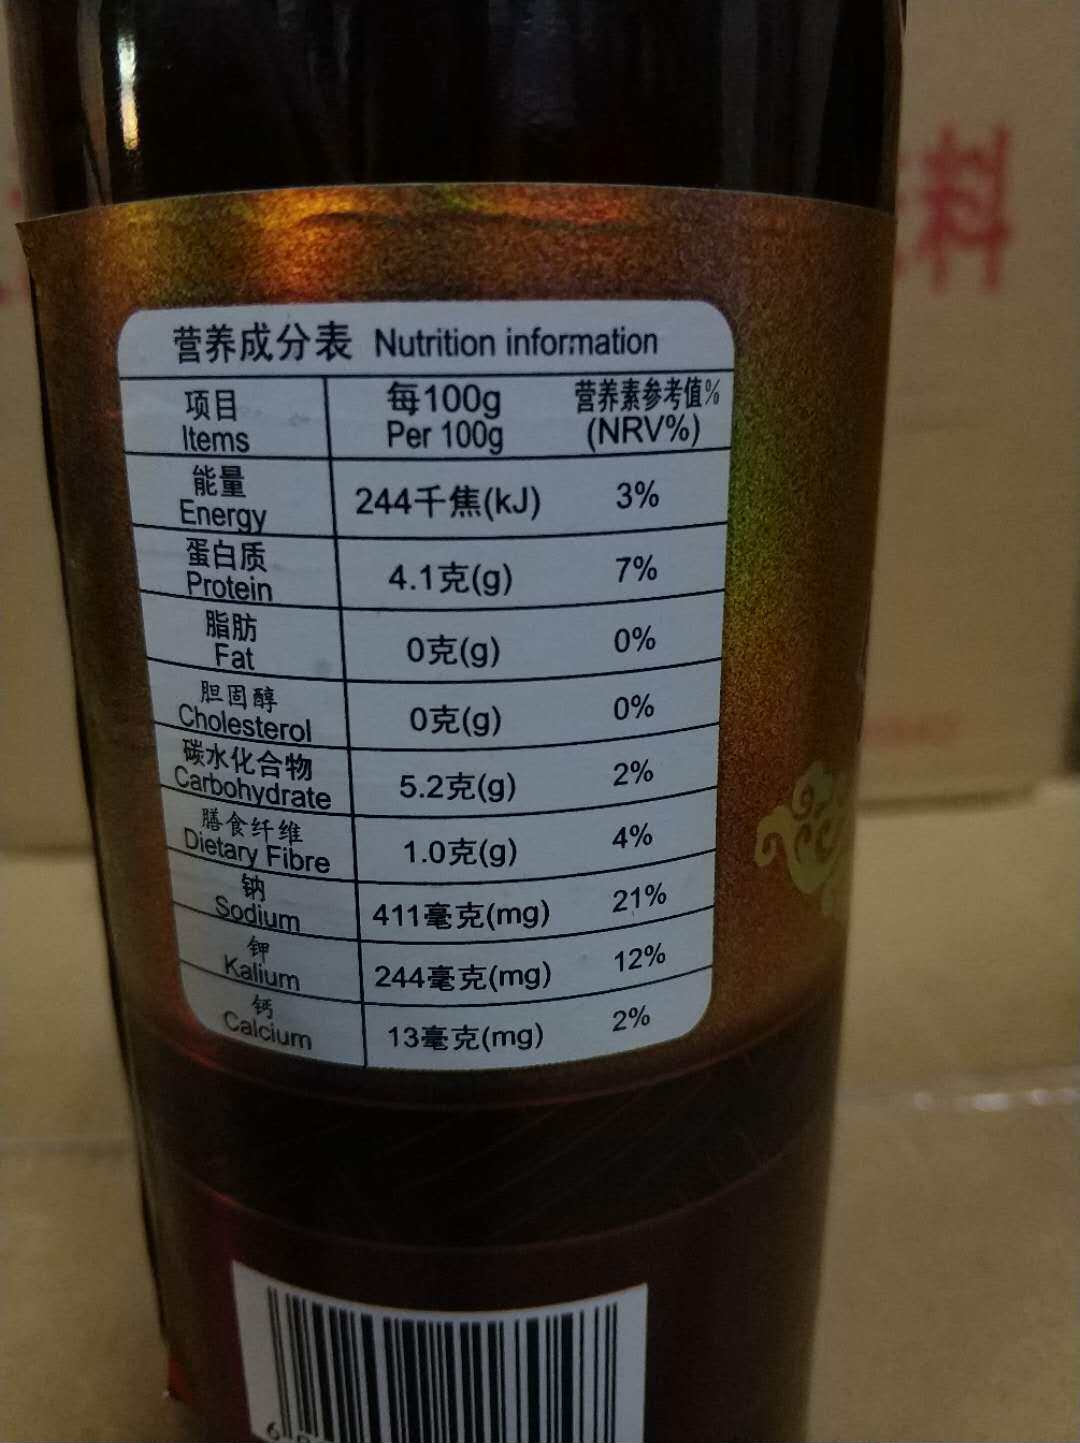 料
营养成分表 Nutrition information
项目 每100g 营养素参考值%
Items Per 100g (NRV%)
能量
Energy 244千焦(kJ) 3%
蛋白质
Protein 4.1克(g) 7%
脂肪
Fat 0克(g) 0%
胆固醇
Cholesterol 0克(g) 0%
碳水化合物
Carbohydrate 5.2克(g) 2%
膳食纤维
Dietary Fibre 1.0克(g) 4%
钠
Sodium 411毫克(mg) 21%
钾
Kalium 244毫克(mg) 12%
钙
Calcium 13毫克(mg) 2%
6